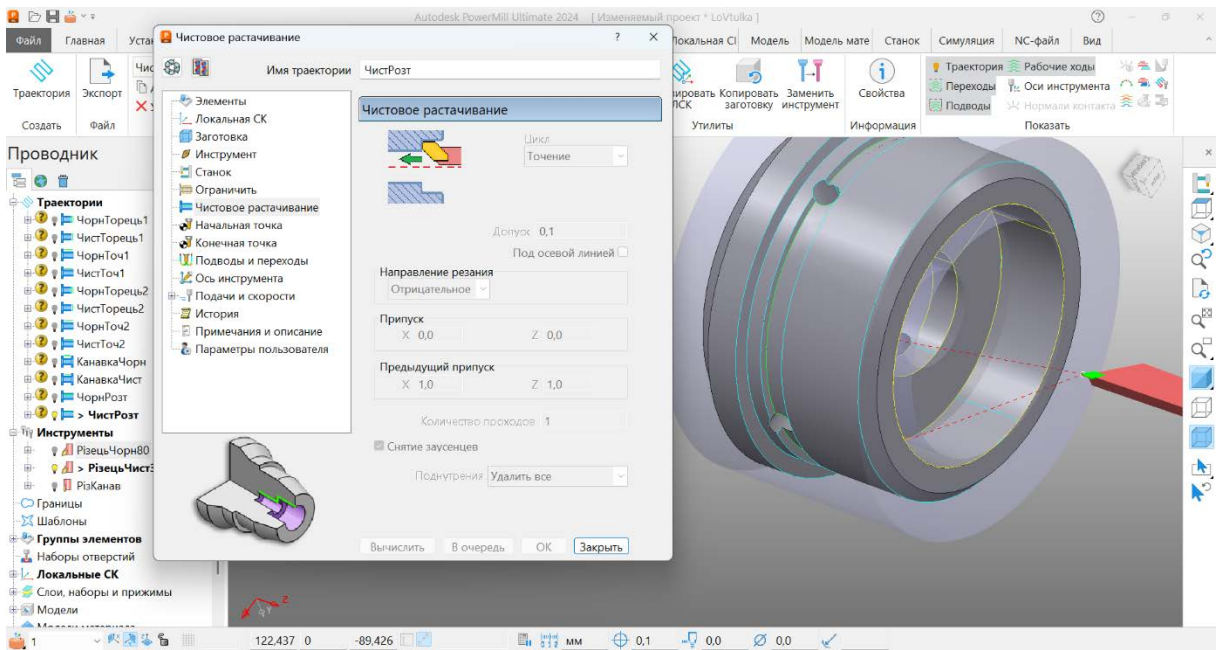 Autodesk PowerMill Ultimate 2024 [Изменяемый проект * LoVtulka ]
Файл Главная
Локальная СІ Модель Модель мате Станок Симуляция NC-файл Вид
Траектория
Экспорт
Создать Файл
Копировать заготовку
Заменить инструмент
Свойства
Утилиты
Информация
Траектория Рабочие ходы
Переходы Оси инструмента
Подводы Нормали контакта
Показать
Проводник
Траектории
ЧорнТорець1
ЧистТорець1
ЧорнТоч1
ЧистТоч1
ЧорнТорець2
ЧистТорець2
ЧорнТоч2
ЧистТоч2
КанавкаЧорн
КанавкаЧист
ЧорнРозт
> ЧистРозт
Инструменты
РізецьЧорн80
РізКанав
Границы
Шаблоны
Группы элементов
Наборы отверстий
Локальные СК
Слои, наборы и прижимы
Модели
Чистовое растачивание ? ×
Имя траектории ЧистРозт
Элементы
Локальная СК
Заготовка
Инструмент
Станок
Ограничить
Чистовое растачивание
Начальная точка
Конечная точка
Подводы и переходы
Ось инструмента
Подачи и скорости
История
Примечания и описание
Параметры пользователя
Чистовое растачивание
Цикл
Точение
Допуск 0,1
Под осевой линией
Направление резания
Отрицательное
Припуск
X 0,0 Z 0,0
Предыдущий припуск
X 1,0 Z 1,0
Количество проходов 1
Снятие заусенцев
Поднутрения Удалить все
Вычислить В очередь OK Закрыть
Z
1 122,437 0 -89,426 мм 0,1 0,0 0,0